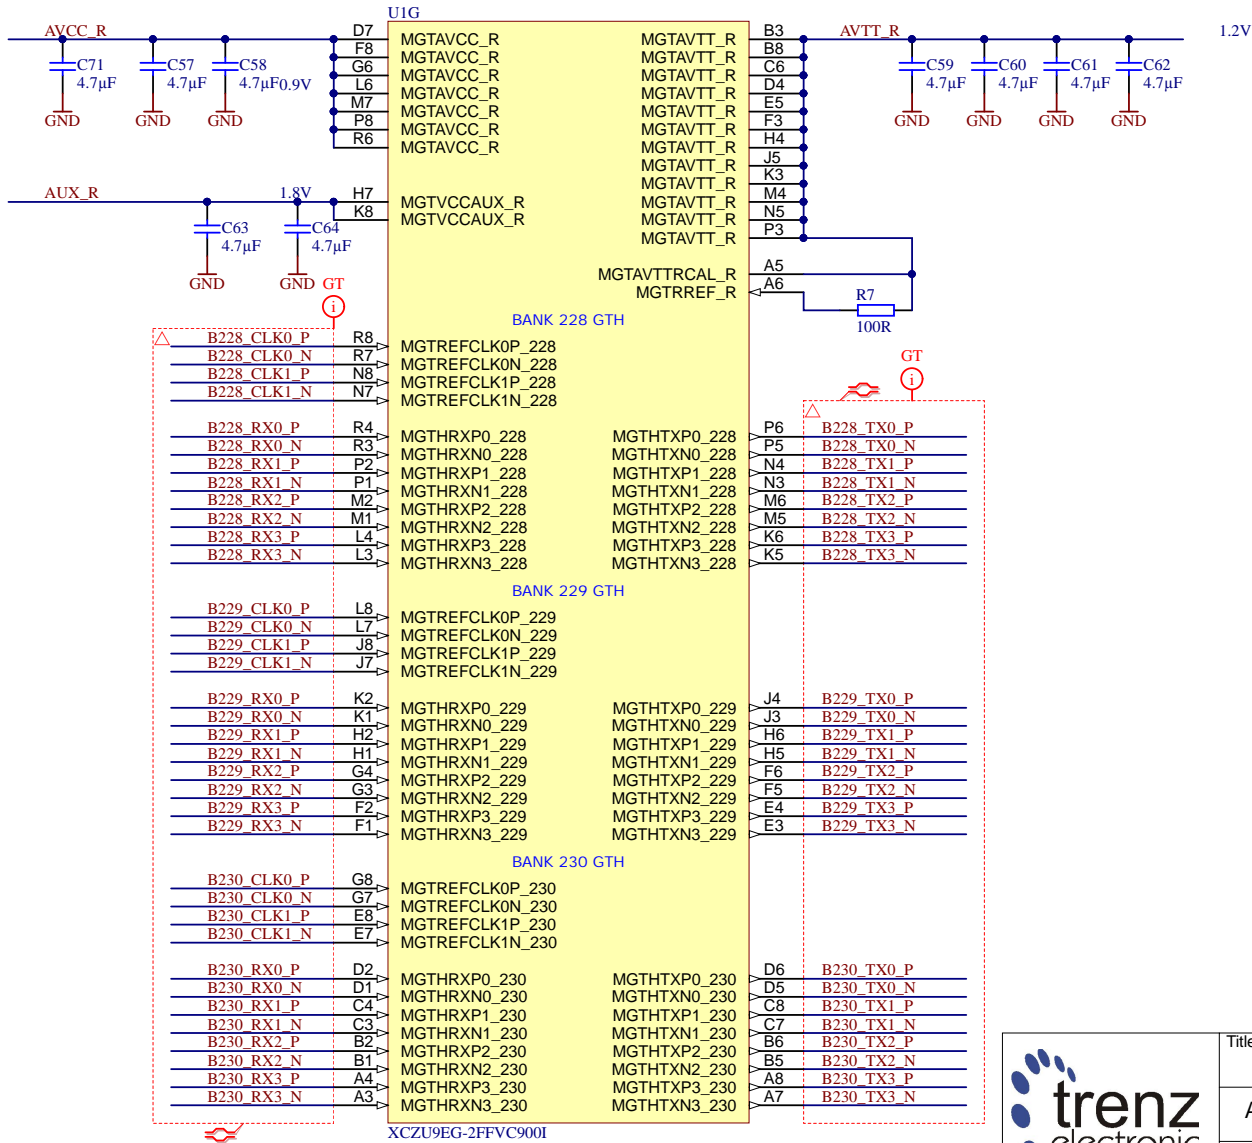 U1G
AVCC_R
C71
4.7µF
GND
C57
4.7µF
GND
C58
4.7µF
GND
0.9V
D7 MGTAVCC_R
F8 MGTAVCC_R
G6 MGTAVCC_R
L6 MGTAVCC_R
M7 MGTAVCC_R
P8 MGTAVCC_R
R6 MGTAVCC_R
AUX_R
1.8V
C63
4.7µF
GND
C64
4.7µF
GND
H7 MGTVCCAUX_R
K8 MGTVCCAUX_R
MGTAVTT_R B3
MGTAVTT_R B8
MGTAVTT_R C6
MGTAVTT_R D4
MGTAVTT_R E5
MGTAVTT_R F3
MGTAVTT_R H4
MGTAVTT_R J5
MGTAVTT_R K3
MGTAVTT_R M4
MGTAVTT_R N5
MGTAVTT_R P3
AVTT_R
1.2V
C59
4.7µF
GND
C60
4.7µF
GND
C61
4.7µF
GND
C62
4.7µF
GND
MGTAVTTRCAL_R A5
MGTRREF_R A6
R7
100R
GT
i
GT
i
BANK 228 GTH
B228_CLK0_P R8 MGTREFCLK0P_228
B228_CLK0_N R7 MGTREFCLK0N_228
B228_CLK1_P N8 MGTREFCLK1P_228
B228_CLK1_N N7 MGTREFCLK1N_228
B228_RX0_P R4 MGTHRXP0_228 MGTHTXP0_228 P6 B228_TX0_P
B228_RX0_N R3 MGTHRXN0_228 MGTHTXN0_228 P5 B228_TX0_N
B228_RX1_P P2 MGTHRXP1_228 MGTHTXP1_228 N4 B228_TX1_P
B228_RX1_N P1 MGTHRXN1_228 MGTHTXN1_228 N3 B228_TX1_N
B228_RX2_P M2 MGTHRXP2_228 MGTHTXP2_228 M6 B228_TX2_P
B228_RX2_N M1 MGTHRXN2_228 MGTHTXN2_228 M5 B228_TX2_N
B228_RX3_P L4 MGTHRXP3_228 MGTHTXP3_228 K6 B228_TX3_P
B228_RX3_N L3 MGTHRXN3_228 MGTHTXN3_228 K5 B228_TX3_N
BANK 229 GTH
B229_CLK0_P L8 MGTREFCLK0P_229
B229_CLK0_N L7 MGTREFCLK0N_229
B229_CLK1_P J8 MGTREFCLK1P_229
B229_CLK1_N J7 MGTREFCLK1N_229
B229_RX0_P K2 MGTHRXP0_229 MGTHTXP0_229 J4 B229_TX0_P
B229_RX0_N K1 MGTHRXN0_229 MGTHTXN0_229 J3 B229_TX0_N
B229_RX1_P H2 MGTHRXP1_229 MGTHTXP1_229 H6 B229_TX1_P
B229_RX1_N H1 MGTHRXN1_229 MGTHTXN1_229 H5 B229_TX1_N
B229_RX2_P G4 MGTHRXP2_229 MGTHTXP2_229 F6 B229_TX2_P
B229_RX2_N G3 MGTHRXN2_229 MGTHTXN2_229 F5 B229_TX2_N
B229_RX3_P F2 MGTHRXP3_229 MGTHTXP3_229 E4 B229_TX3_P
B229_RX3_N F1 MGTHRXN3_229 MGTHTXN3_229 E3 B229_TX3_N
BANK 230 GTH
B230_CLK0_P G8 MGTREFCLK0P_230
B230_CLK0_N G7 MGTREFCLK0N_230
B230_CLK1_P E8 MGTREFCLK1P_230
B230_CLK1_N E7 MGTREFCLK1N_230
B230_RX0_P D2 MGTHRXP0_230 MGTHTXP0_230 D6 B230_TX0_P
B230_RX0_N D1 MGTHRXN0_230 MGTHTXN0_230 D5 B230_TX0_N
B230_RX1_P C4 MGTHRXP1_230 MGTHTXP1_230 C8 B230_TX1_P
B230_RX1_N C3 MGTHRXN1_230 MGTHTXN1_230 C7 B230_TX1_N
B230_RX2_P B2 MGTHRXP2_230 MGTHTXP2_230 B6 B230_TX2_P
B230_RX2_N B1 MGTHRXN2_230 MGTHTXN2_230 B5 B230_TX2_N
B230_RX3_P A4 MGTHRXP3_230 MGTHTXP3_230 A8 B230_TX3_P
B230_RX3_N A3 MGTHRXN3_230 MGTHTXN3_230 A7 B230_TX3_N
XCZU9EG-2FFVC900I
trenz
electronic
Title
A